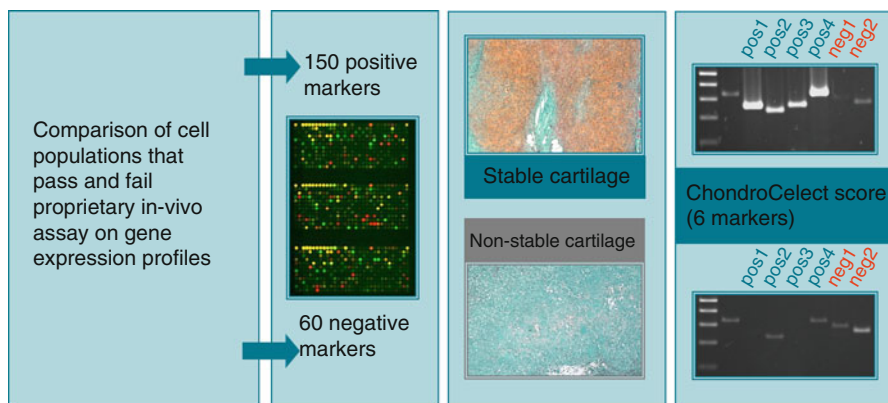 Comparison of cell
populations that
pass and fail
proprietary in-vivo
assay on gene
expression profiles
150 positive
markers
60 negative
markers
Stable cartilage
Non-stable cartilage
pos1
pos2
pos3
pos4
neg1
neg2
ChondroCelect score
(6 markers)
pos1
pos2
pos3
pos4
neg1
neg2